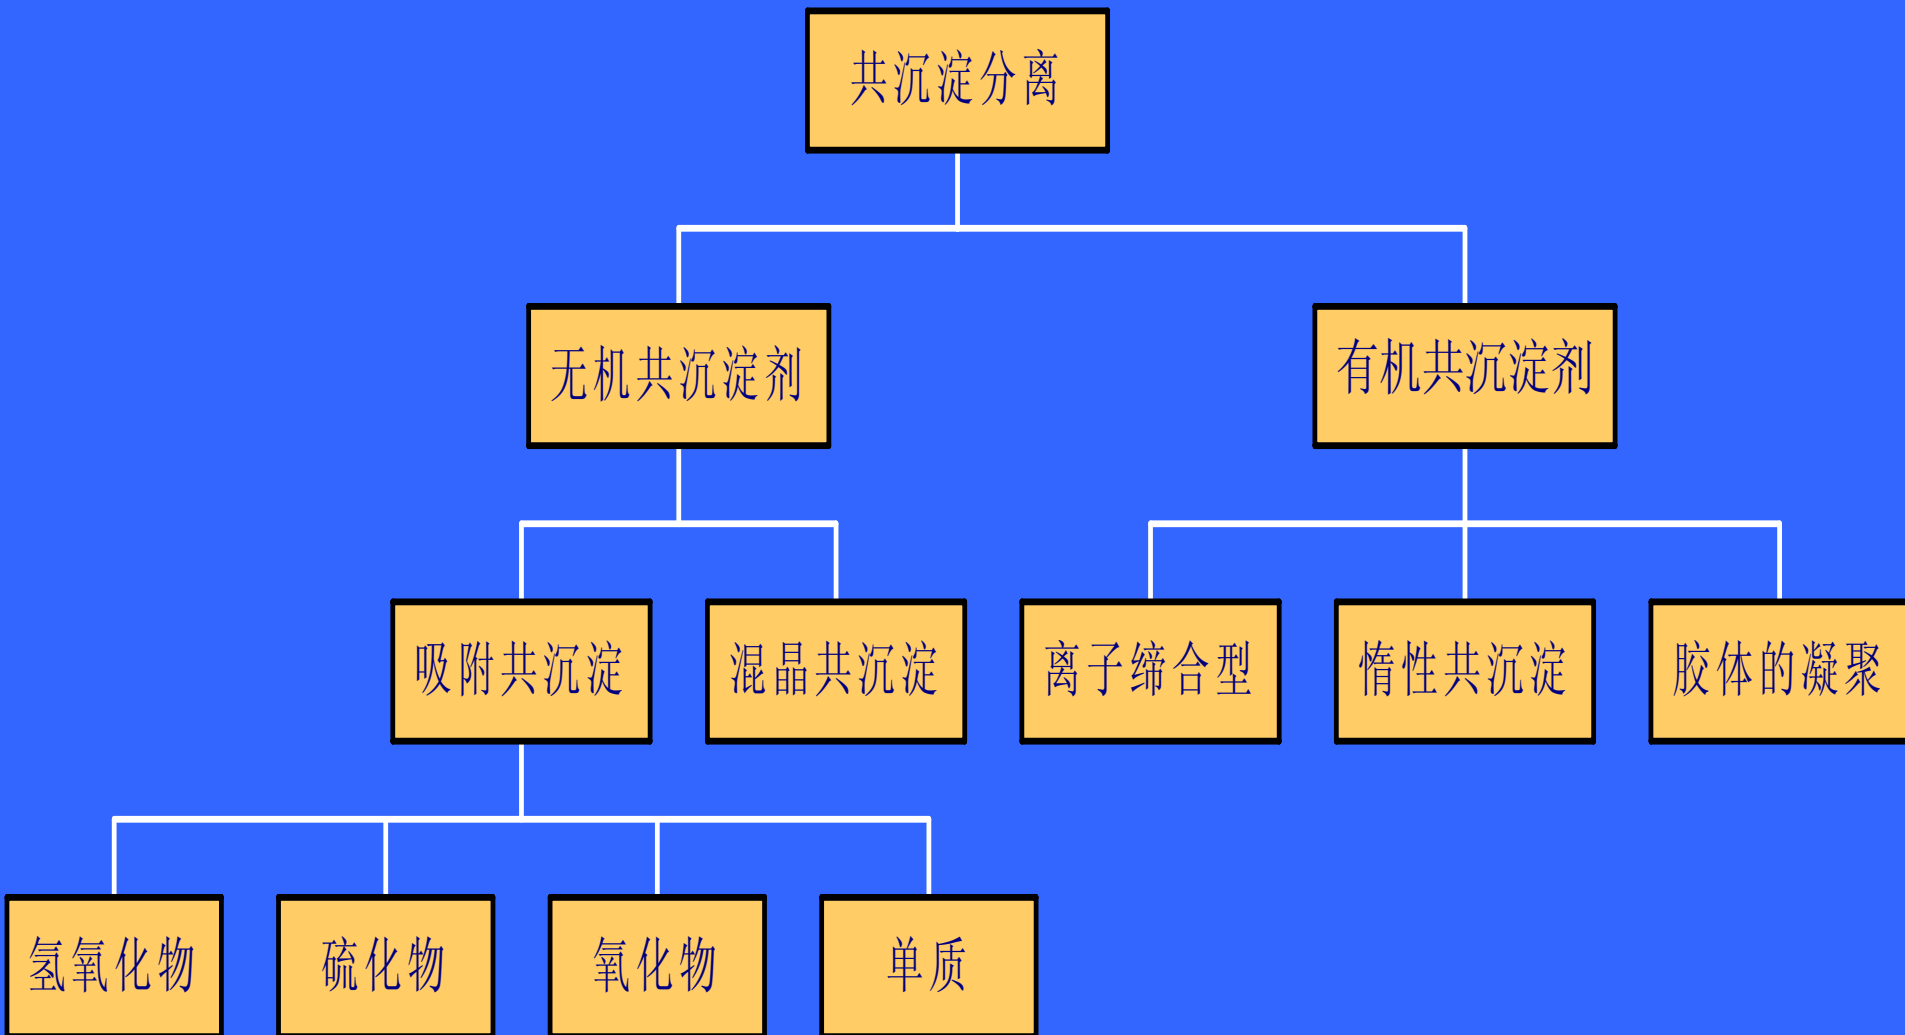 共沉淀分离
无机共沉淀剂
有机共沉淀剂
吸附共沉淀
混晶共沉淀
离子缔合型
惰性共沉淀
胶体的凝聚
氢氧化物
硫化物
氧化物
单质